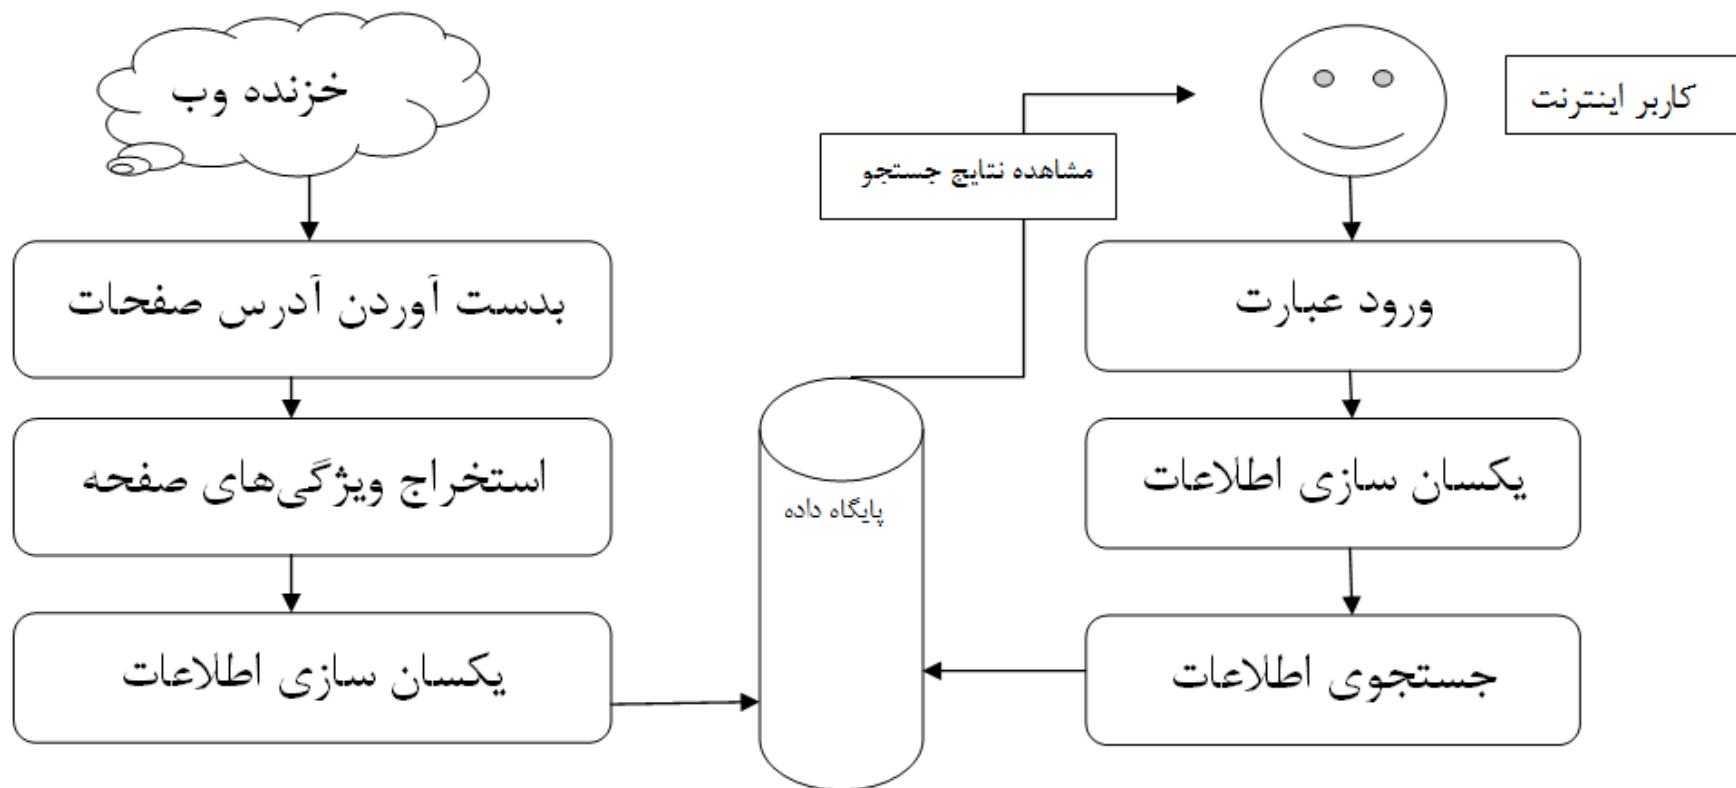 خزنده وب
کاربر اینترنت
مشاهده نتایج جستجو
بدست آوردن آدرس صفحات
ورود عبارت
استخراج ویژگی‌های صفحه
یکسان سازی اطلاعات
پایگاه داده
یکسان سازی اطلاعات
جستجوی اطلاعات